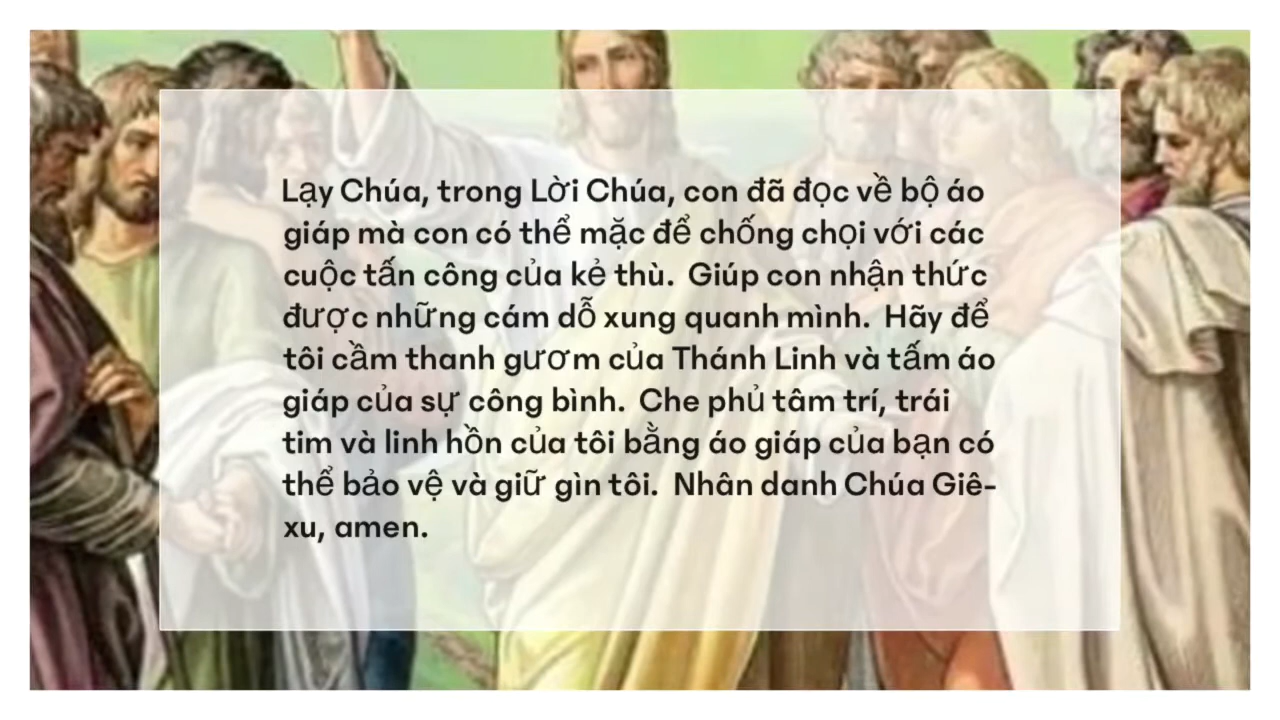 Lạy Chúa, trong Lời Chúa, con đã đọc về bộ áo
giáp mà con có thể mặc để chống chọi với các
cuộc tấn công của kẻ thù.  Giúp con nhận thức
được những cám dỗ xung quanh mình.  Hãy để
tôi cầm thanh gươm của Thánh Linh và tấm áo
giáp của sự công bình.  Che phủ tâm trí, trái
tim và linh hồn của tôi bằng áo giáp của bạn có
thể bảo vệ và giữ gìn tôi.  Nhân danh Chúa Giê-
xu, amen.